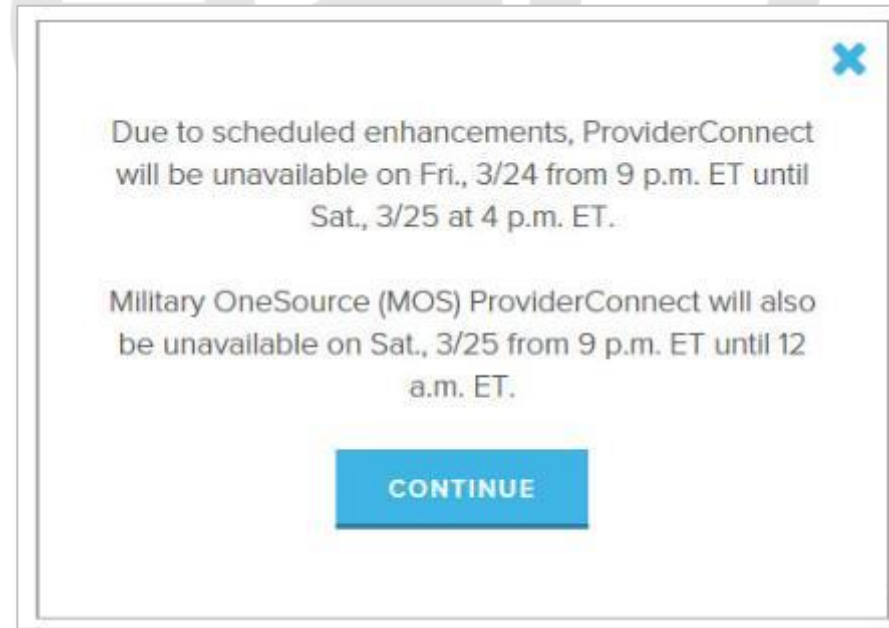 Due to scheduled enhancements, ProviderConnect
will be unavailable on Fri., 3/24 from 9 p.m. ET until
Sat., 3/25 at 4 p.m. ET.
Military OneSource (MOS) ProviderConnect will also
be unavailable on Sat., 3/25 from 9 p.m. ET until 12
a.m. ET.
CONTINUE